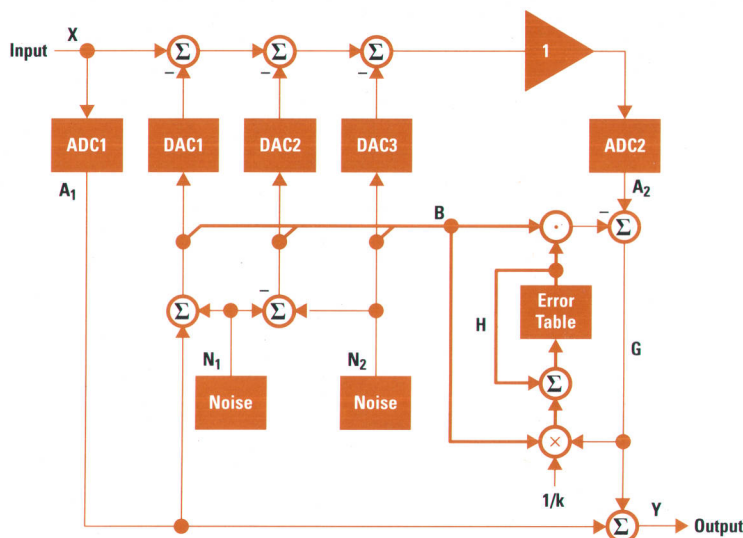 X
Input
Σ
Σ
Σ
−
−
−
1
ADC1
DAC1
DAC2
DAC3
ADC2
A1
A2
B
−
·
Σ
Σ
−
Σ
Error
Table
H
G
N1
N2
Σ
Noise
Noise
×
1/k
Y
Σ
Output